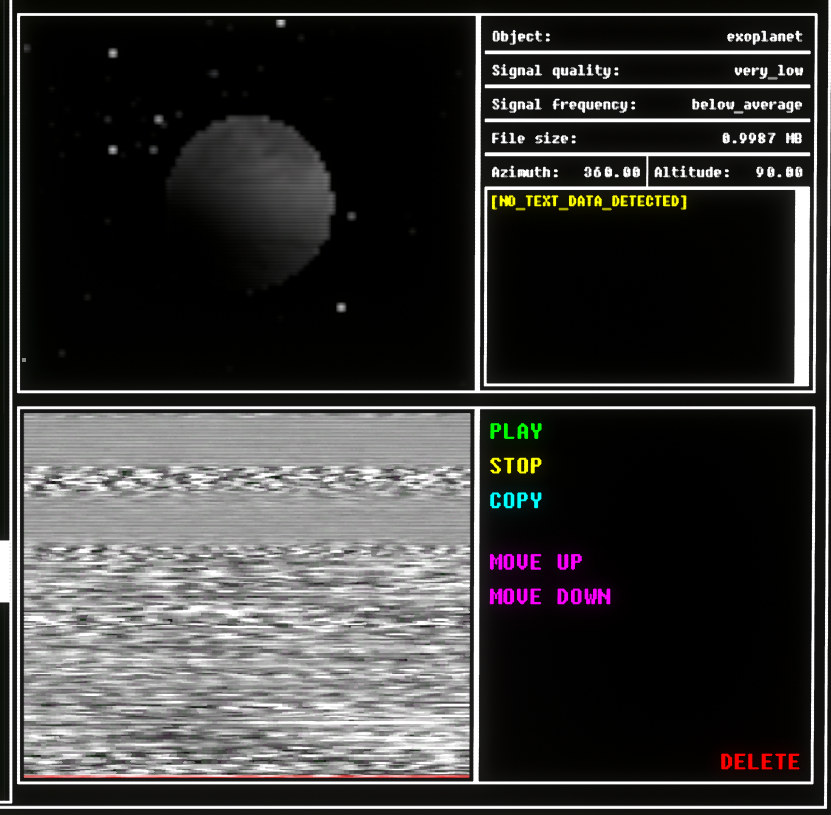 Object: exoplanet
Signal quality: very_low
Signal frequency: below_average
File size: 0.9987 MB
Azimuth: 360.00 Altitude: 90.00
[NO_TEXT_DATA_DETECTED]
PLAY
STOP
COPY
MOVE UP
MOVE DOWN
DELETE